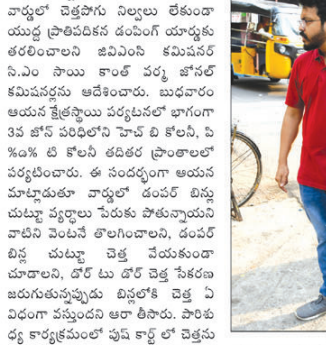 వార్డులో చెత్తపోగు నిల్వలు లేకుండా
యుద్ధ ప్రాతిపదికన డంపింగ్ యార్డుకు
తరలించాలని జివిఎంసి కమిషనర్
సి.ఎం సాయి కాంత్ వర్మ జోనల్
కమిషనర్లను ఆదేశించారు. బుధవారం
ఆయన క్షేత్రస్థాయి పర్యటనలో భాగంగా
3వ జోన్ పరిధిలోని హెచ్ బి కోలనీ, పి
%డ% టి కోలనీ తదితర ప్రాంతాలలో
పర్యటించారు. ఈ సందర్భంగా ఆయన
మాట్లాడుతూ వార్డులో డంపర్ బిన్లు
చుట్టూ వ్యర్థాలు పేరుకు పోతున్నాయని
వాటిని వెంటనే తొలగించాలని, డంపర్
బిన్ల చుట్టూ చెత్త వేయకుండా
చూడాలని, డోర్ టు డోర్ చెత్త సేకరణ
జరుగుతున్నప్పుడు బిన్లలోకి చెత్త ఏ
విధంగా వస్తుందని ఆరా తీసారు. పారిశు
ధ్య కార్యక్రమంలో పుష్ కార్ట్ లో చెత్తను